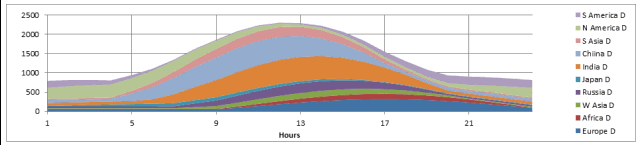 2500
2000
1500
1000
500
0
1
5
9
13
17
21
Hours
S America D
N America D
S Asia D
China D
India D
Japan D
Russia D
W Asia D
Africa D
Europe D